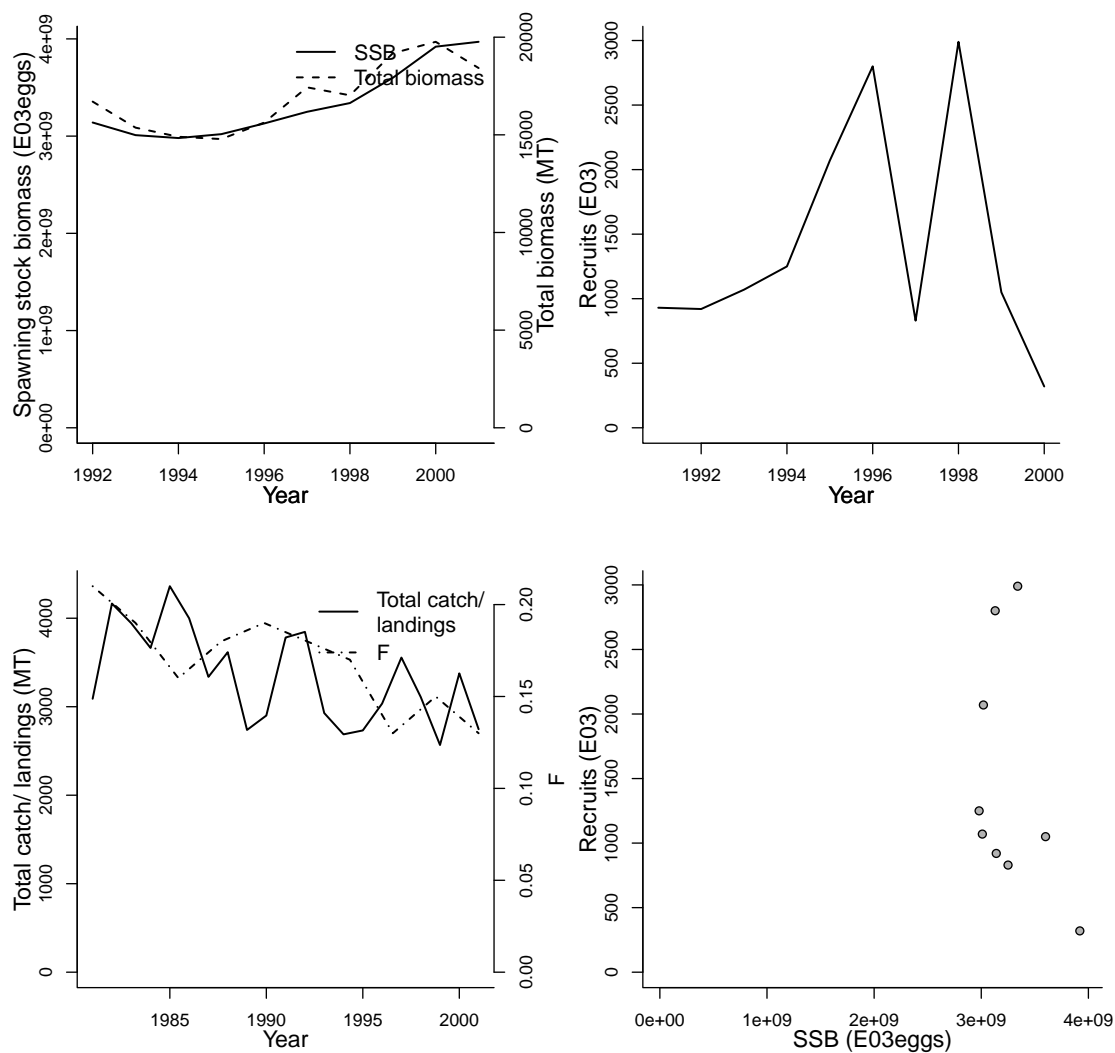 Spawning stock biomass (E03eggs)
0e+00 1e+09 2e+09 3e+09 4e+09
SSB
Total biomass
Total biomass (MT)
0 5000 10000 15000 20000
1992 1994 1996 1998 2000
Year
Recruits (E03)
0 500 1000 1500 2000 2500 3000
1992 1994 1996 1998 2000
Year
Total catch/ landings (MT)
0 1000 2000 3000 4000
Total catch/
landings
F
F
0.00 0.05 0.10 0.15 0.20
1985 1990 1995 2000
Year
Recruits (E03)
0 500 1000 1500 2000 2500 3000
0e+00 1e+09 2e+09 3e+09 4e+09
SSB (E03eggs)